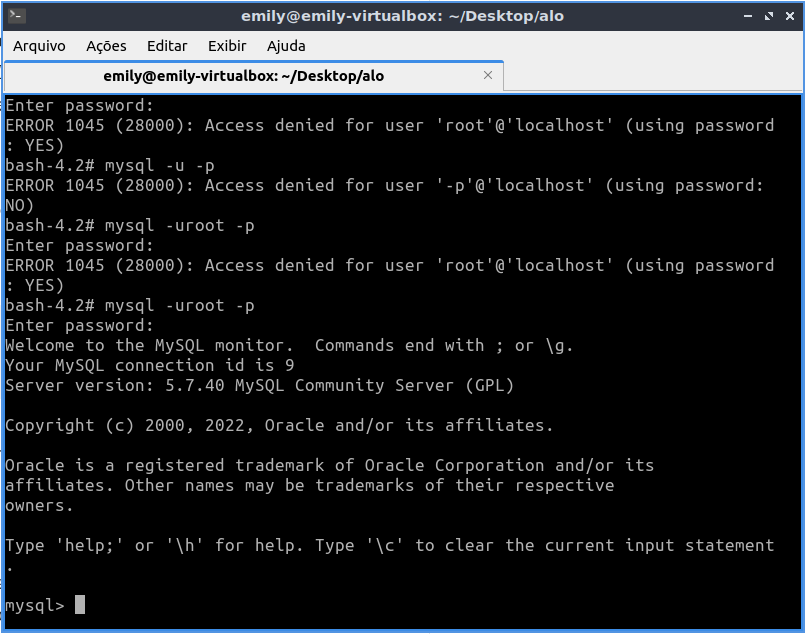 emily@emily-virtualbox: ~/Desktop/alo
Arquivo Ações Editar Exibir Ajuda
emily@emily-virtualbox: ~/Desktop/alo
Enter password:
ERROR 1045 (28000): Access denied for user 'root'@'localhost' (using password
: YES)
bash-4.2# mysql -u -p
ERROR 1045 (28000): Access denied for user '-p'@'localhost' (using password:
NO)
bash-4.2# mysql -uroot -p
Enter password:
ERROR 1045 (28000): Access denied for user 'root'@'localhost' (using password
: YES)
bash-4.2# mysql -uroot -p
Enter password:
Welcome to the MySQL monitor.  Commands end with ; or \g.
Your MySQL connection id is 9
Server version: 5.7.40 MySQL Community Server (GPL)
Copyright (c) 2000, 2022, Oracle and/or its affiliates.
Oracle is a registered trademark of Oracle Corporation and/or its
affiliates. Other names may be trademarks of their respective
owners.
Type 'help;' or '\h' for help. Type '\c' to clear the current input statement
.
mysql>